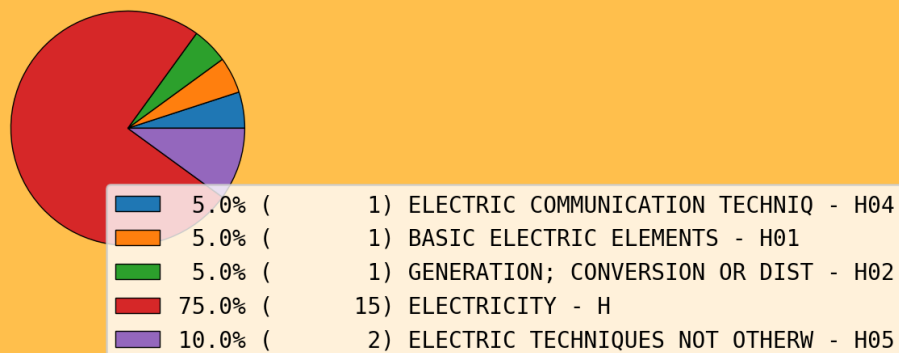 5.0% (       1) ELECTRIC COMMUNICATION TECHNIQ - H04
5.0% (       1) BASIC ELECTRIC ELEMENTS - H01
5.0% (       1) GENERATION; CONVERSION OR DIST - H02
75.0% (      15) ELECTRICITY - H
10.0% (       2) ELECTRIC TECHNIQUES NOT OTHERW - H05